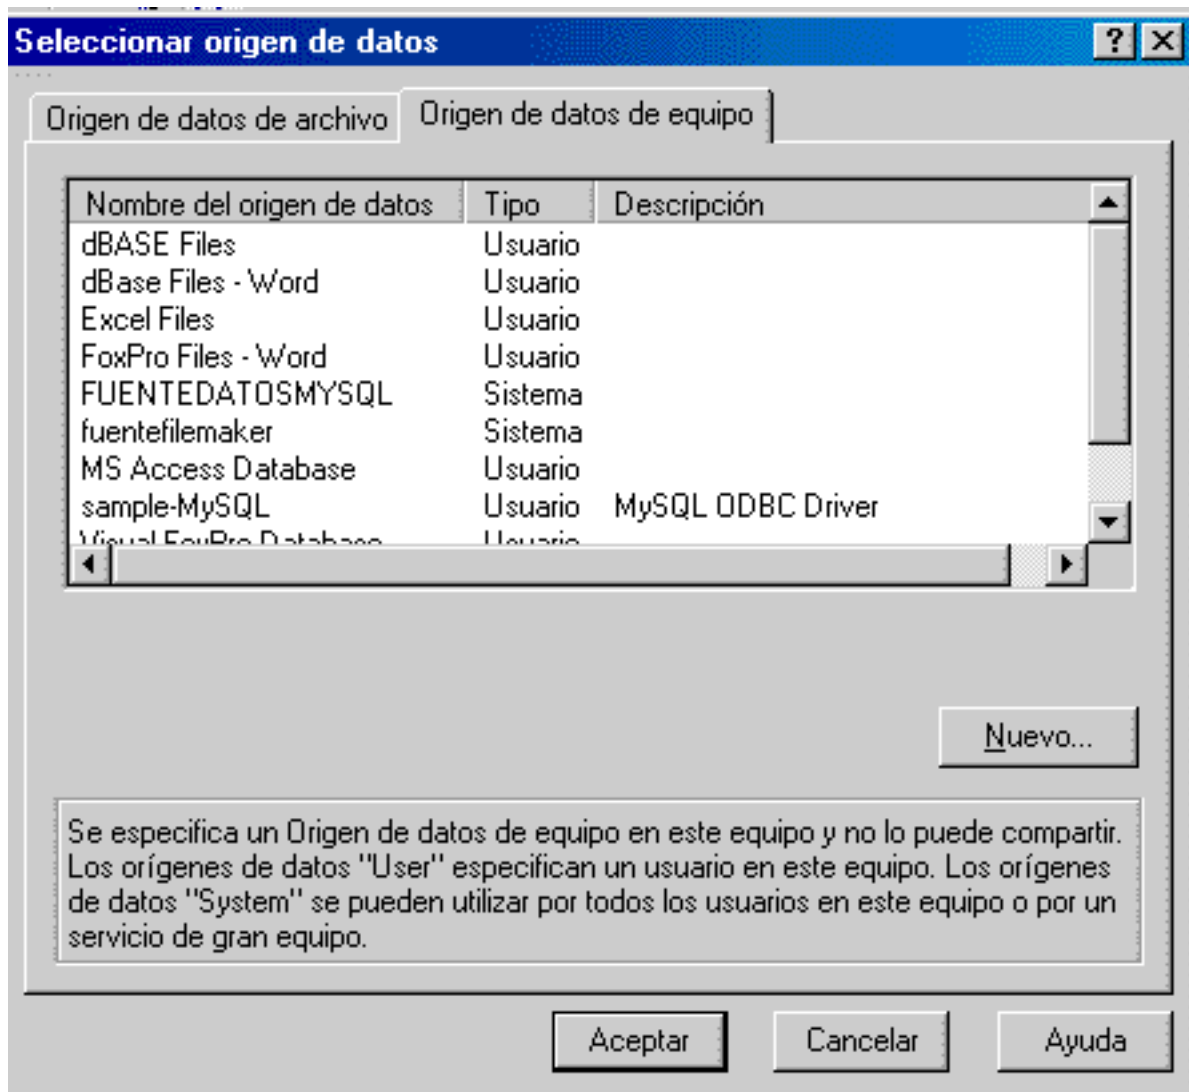 Seleccionar origen de datos
Origen de datos de archivo Origen de datos de equipo
Nombre del origen de datos Tipo Descripción
dBASE Files Usuario
dBase Files - Word Usuario
Excel Files Usuario
FoxPro Files - Word Usuario
FUENTEDATOSMYSQL Sistema
fuentefilemaker Sistema
MS Access Database Usuario
sample-MySQL Usuario MySQL ODBC Driver
Visual FoxPro Database Usuario
Nuevo...
Se especifica un Origen de datos de equipo en este equipo y no lo puede compartir.
Los orígenes de datos "User" especifican un usuario en este equipo. Los orígenes
de datos "System" se pueden utilizar por todos los usuarios en este equipo o por un
servicio de gran equipo.
Aceptar Cancelar Ayuda